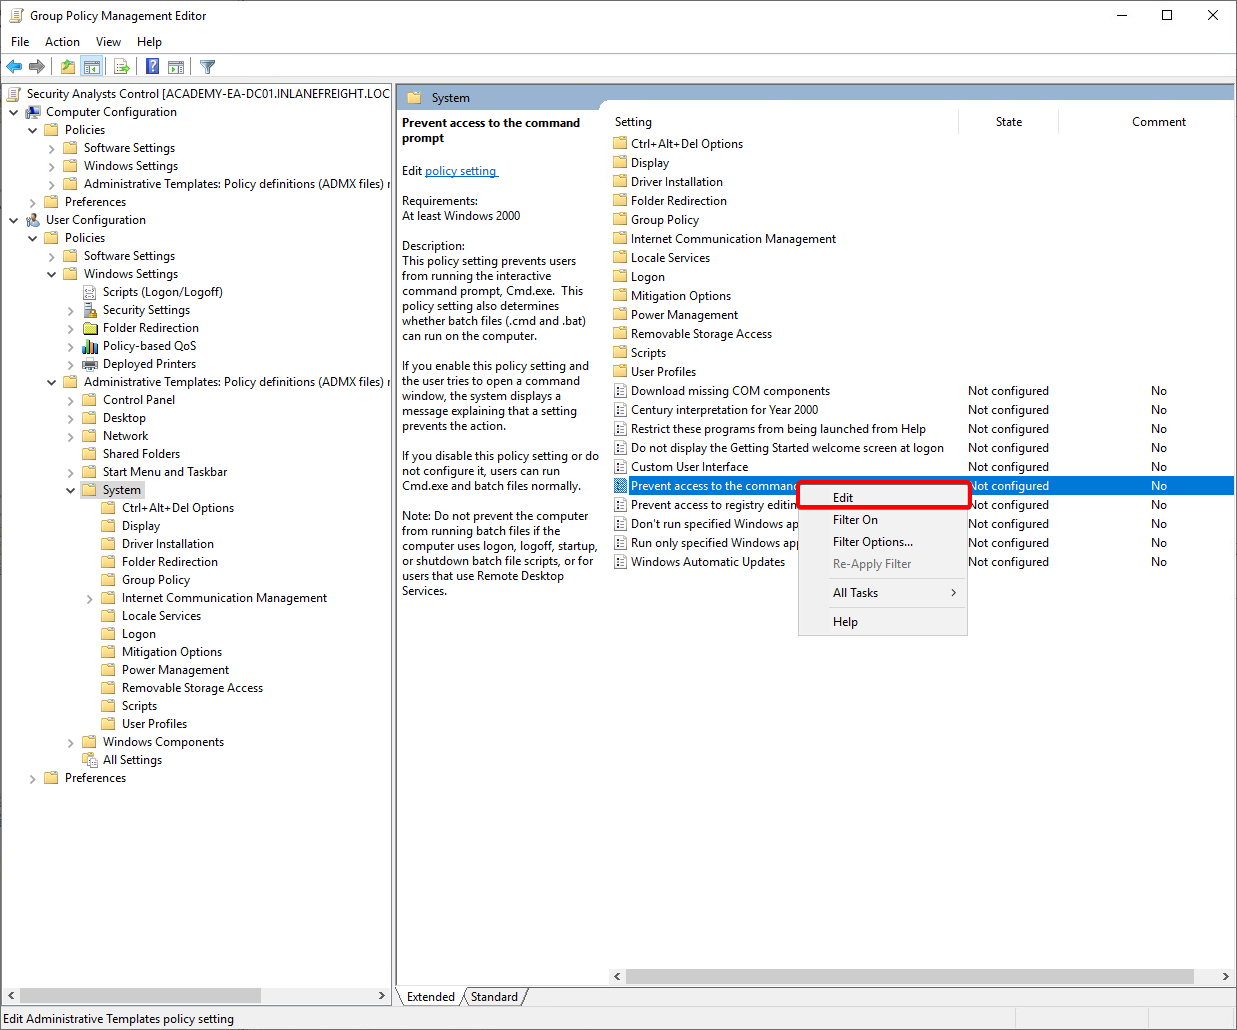 Group Policy Management Editor
File Action View Help
Security Analysts Control [ACADEMY-EA-DC01.INLANEFREIGHT.LOC
Computer Configuration
Policies
Software Settings
Windows Settings
Administrative Templates: Policy definitions (ADMX files) r
Preferences
User Configuration
Policies
Software Settings
Windows Settings
Scripts (Logon/Logoff)
Security Settings
Folder Redirection
Policy-based QoS
Deployed Printers
Administrative Templates: Policy definitions (ADMX files) r
Control Panel
Desktop
Network
Shared Folders
Start Menu and Taskbar
System
Ctrl+Alt+Del Options
Display
Driver Installation
Folder Redirection
Group Policy
Internet Communication Management
Locale Services
Logon
Mitigation Options
Power Management
Removable Storage Access
Scripts
User Profiles
Windows Components
All Settings
Preferences
System
Prevent access to the command
prompt
Edit policy setting
Requirements:
At least Windows 2000
Description:
This policy setting prevents users
from running the interactive
command prompt, Cmd.exe. This
policy setting also determines
whether batch files (.cmd and .bat)
can run on the computer.
If you enable this policy setting and
the user tries to open a command
window, the system displays a
message explaining that a setting
prevents the action.
If you disable this policy setting or do
not configure it, users can run
Cmd.exe and batch files normally.
Note: Do not prevent the computer
from running batch files if the
computer uses logon, logoff, startup,
or shutdown batch file scripts, or for
users that use Remote Desktop
Services.
Setting State Comment
Ctrl+Alt+Del Options
Display
Driver Installation
Folder Redirection
Group Policy
Internet Communication Management
Locale Services
Logon
Mitigation Options
Power Management
Removable Storage Access
Scripts
User Profiles
Download missing COM components Not configured No
Century interpretation for Year 2000 Not configured No
Restrict these programs from being launched from Help Not configured No
Do not display the Getting Started welcome screen at logon Not configured No
Custom User Interface Not configured No
Prevent access to the command Not configured No
Prevent access to registry editin Not configured No
Don't run specified Windows ap Not configured No
Run only specified Windows app Not configured No
Windows Automatic Updates Not configured No
Edit
Filter On
Filter Options...
Re-Apply Filter
All Tasks
Help
Extended Standard
Edit Administrative Templates policy setting